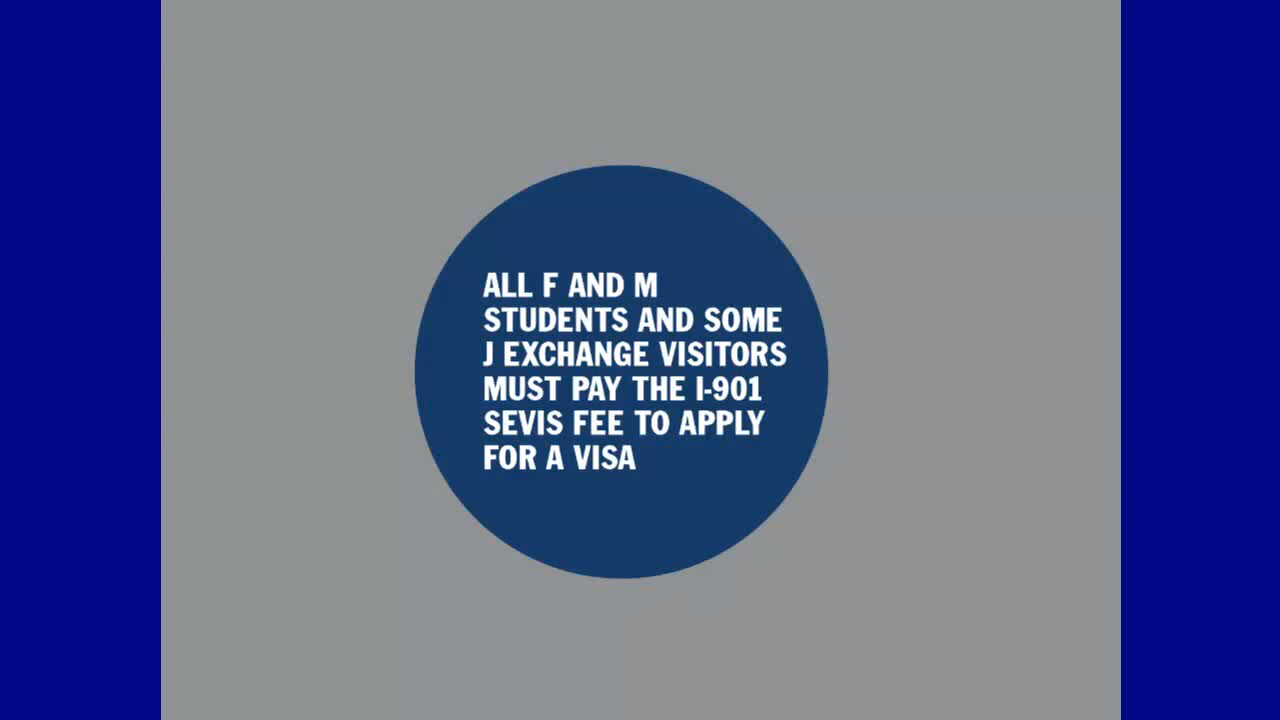 ALL F AND M
STUDENTS AND SOME
J EXCHANGE VISITORS
MUST PAY THE I-901
SEVIS FEE TO APPLY
FOR A VISA